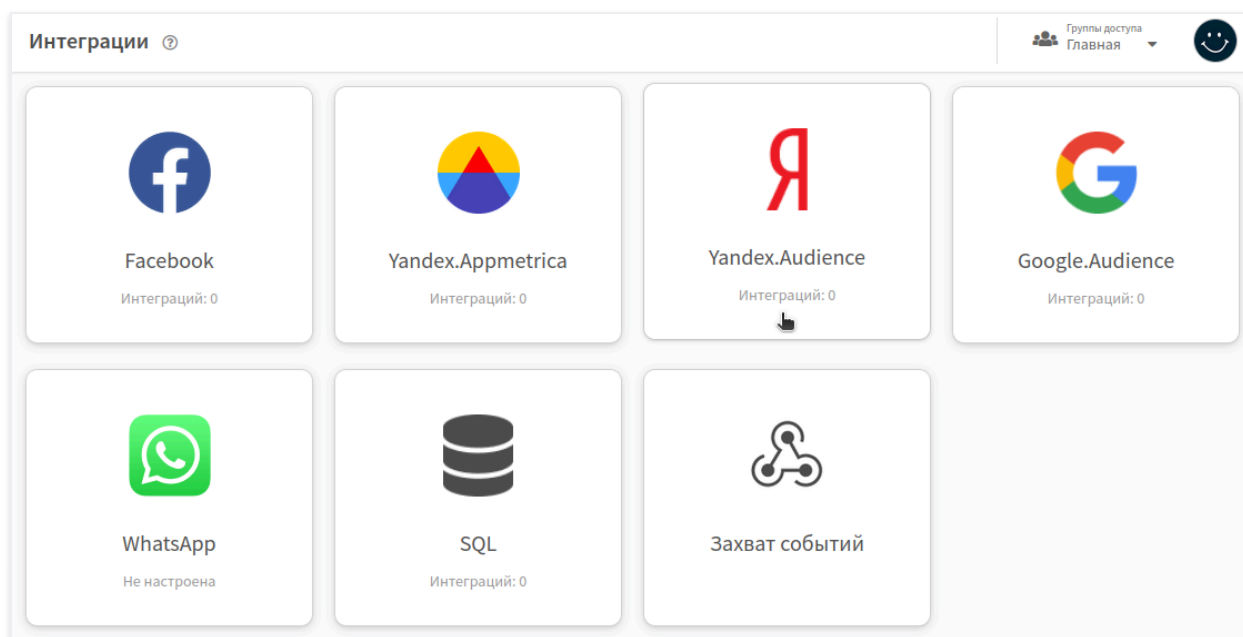 Интеграции
Группы доступа
Главная
Facebook
Интеграций: 0
Yandex.Appmetrica
Интеграций: 0
Yandex.Audience
Интеграций: 0
Google.Audience
Интеграций: 0
WhatsApp
Не настроена
SQL
Интеграций: 0
Захват событий